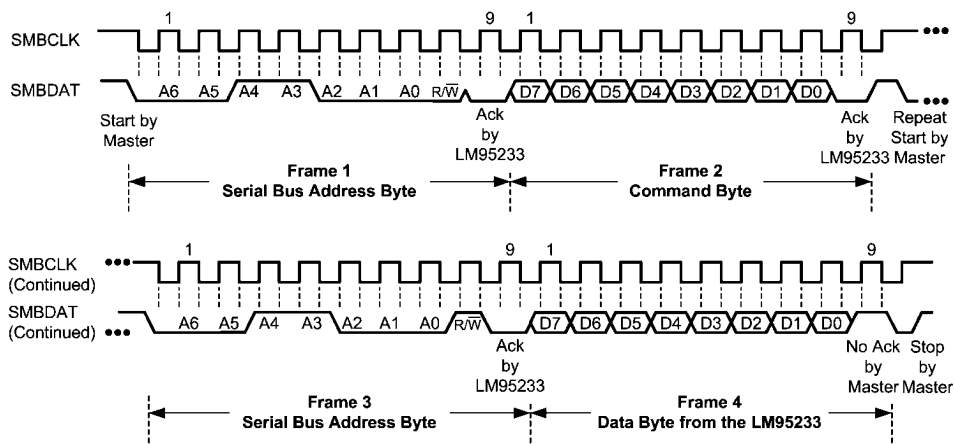 1 9 1 9
SMBCLK
SMBDAT
A6 A5 A4 A3 A2 A1 A0 R/W̅ D7 D6 D5 D4 D3 D2 D1 D0
Start by
Master
Ack
by
LM95233
Ack
by
LM95233
Repeat
Start by
Master
Frame 1
Serial Bus Address Byte
Frame 2
Command Byte
1 9 1 9
SMBCLK
(Continued)
SMBDAT
(Continued)
A6 A5 A4 A3 A2 A1 A0 R/W̅ D7 D6 D5 D4 D3 D2 D1 D0
Ack
by
LM95233
No Ack
by
Master
Stop
by
Master
Frame 3
Serial Bus Address Byte
Frame 4
Data Byte from the LM95233